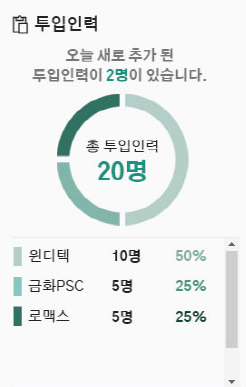 투입인력
오늘 새로 추가 된
투입인력이 2명이 있습니다.
총 투입인력
20명
윈디텍 10명 50%
금화PSC 5명 25%
로맥스 5명 25%